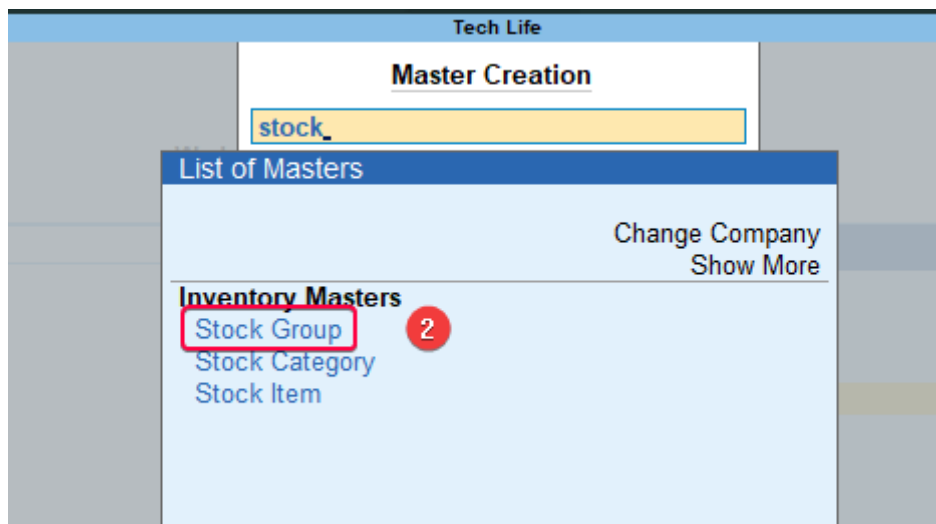 Tech Life
Master Creation
stock
List of Masters
Change Company
Show More
Inventory Masters
Stock Group
2
Stock Category
Stock Item